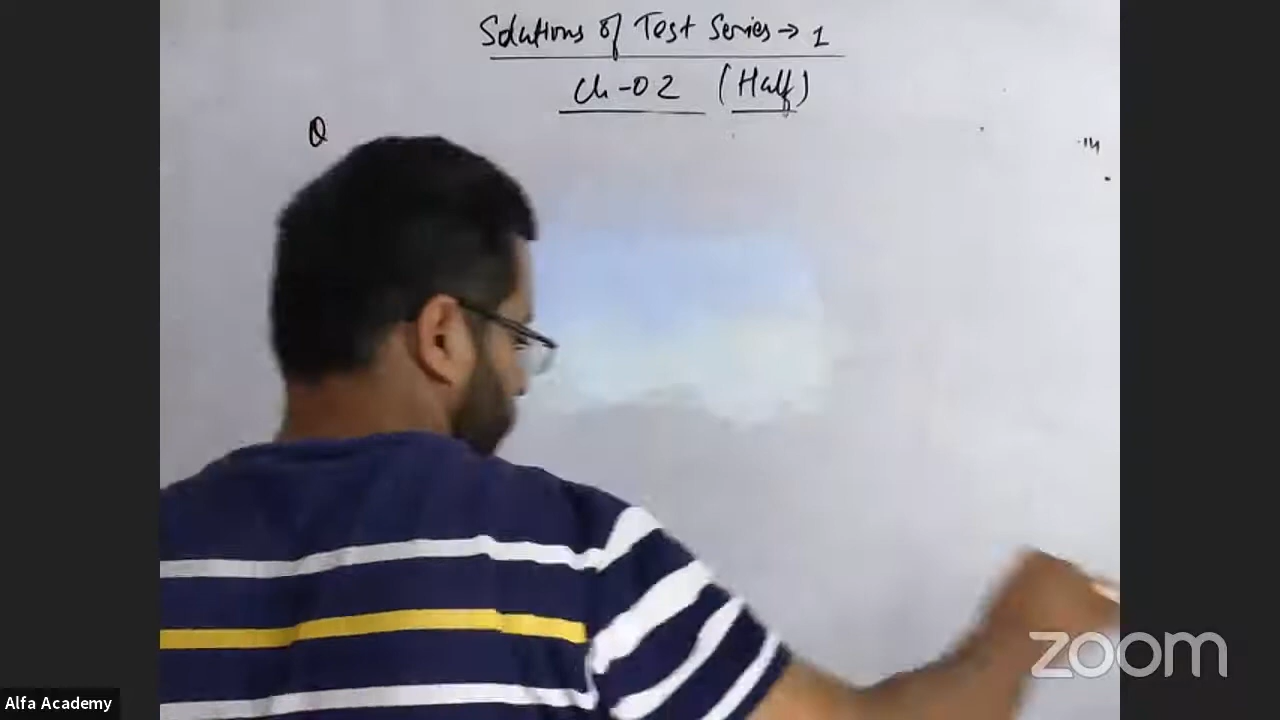 Solutions of Test Series → 1
Ch-02 (Half)
Q
zoom
Alfa Academy